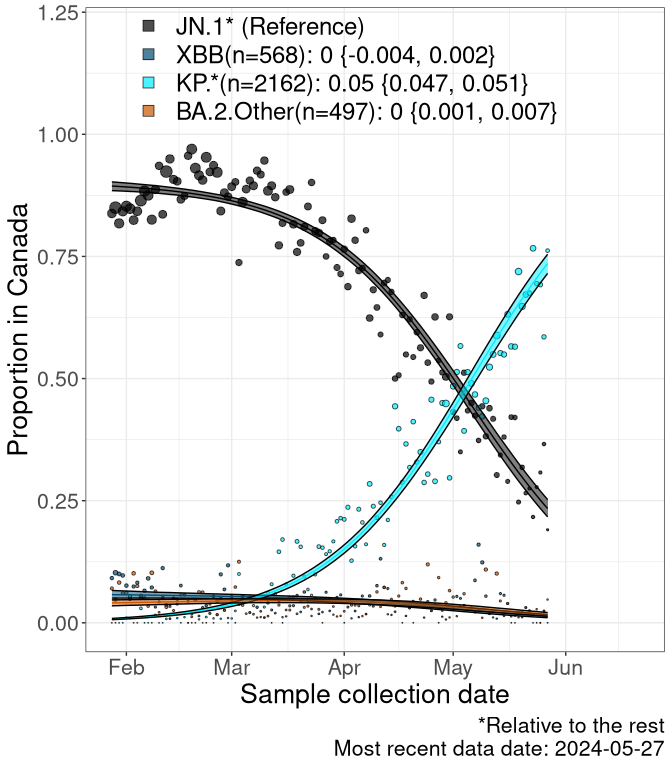 1.25
JN.1* (Reference)
XBB(n=568): 0 {-0.004, 0.002}
KP.*(n=2162): 0.05 {0.047, 0.051}
BA.2.Other(n=497): 0 {0.001, 0.007}
1.00
0.75
0.50
0.25
0.00
Proportion in Canada
Feb Mar Apr May Jun
Sample collection date
*Relative to the rest
Most recent data date: 2024-05-27